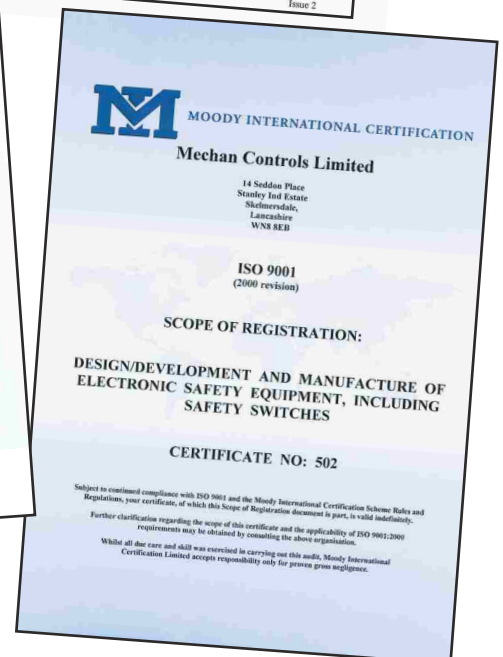 Issue 2
MI MOODY INTERNATIONAL CERTIFICATION
Mechan Controls Limited
14 Seddon Place
Stanley Ind Estate
Skelmersdale,
Lancashire
WN8 8EB
ISO 9001
(2000 revision)
SCOPE OF REGISTRATION:
DESIGN/DEVELOPMENT AND MANUFACTURE OF
ELECTRONIC SAFETY EQUIPMENT, INCLUDING
SAFETY SWITCHES
CERTIFICATE NO: 502
Subject to continued compliance with ISO 9001 and the Moody International Certification Scheme Rules and
Regulations, your certificate, of which this Scope of Registration document is part, is valid indefinitely.
Further clarification regarding the scope of this certificate and the applicability of ISO 9001:2000
requirements may be obtained by consulting the above organisation.
Whilst all due care and skill was exercised in carrying out this audit, Moody International
Certification Limited accepts responsibility only for proven gross negligence.